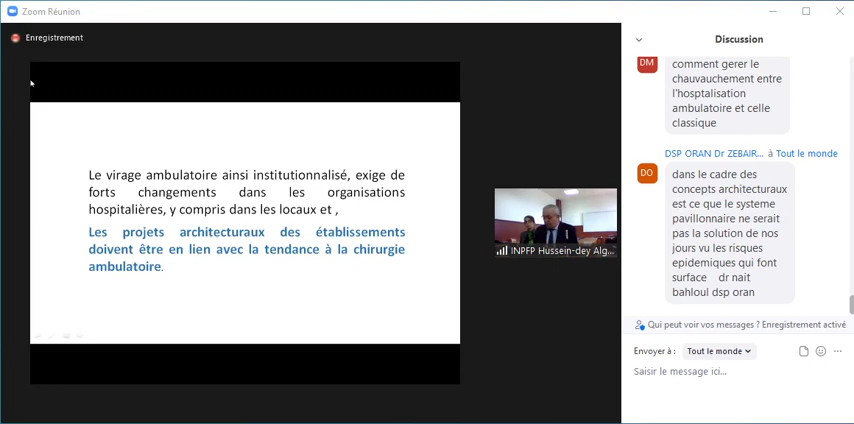 Zoom Réunion
Enregistrement
Le virage ambulatoire ainsi institutionnalisé, exige de
forts changements dans les organisations
hospitalières, y compris dans les locaux et ,
Les projets architecturaux des établissements
doivent être en lien avec la tendance à la chirurgie
ambulatoire.
INPFP Hussein-dey Alg...
Discussion
DM
comment gerer le
chauvauchement entre
l'hosptalisation
ambulatoire et celle
classique
DSP ORAN Dr ZEBAIR... à Tout le monde
DO
dans le cadre des
concepts architecturaux
est ce que le systeme
pavillonnaire ne serait
pas la solution de nos
jours vu les risques
epidemiques qui font
surface dr nait
bahloul dsp oran
Qui peut voir vos messages ? Enregistrement activé
Envoyer à : Tout le monde
Saisir le message ici...